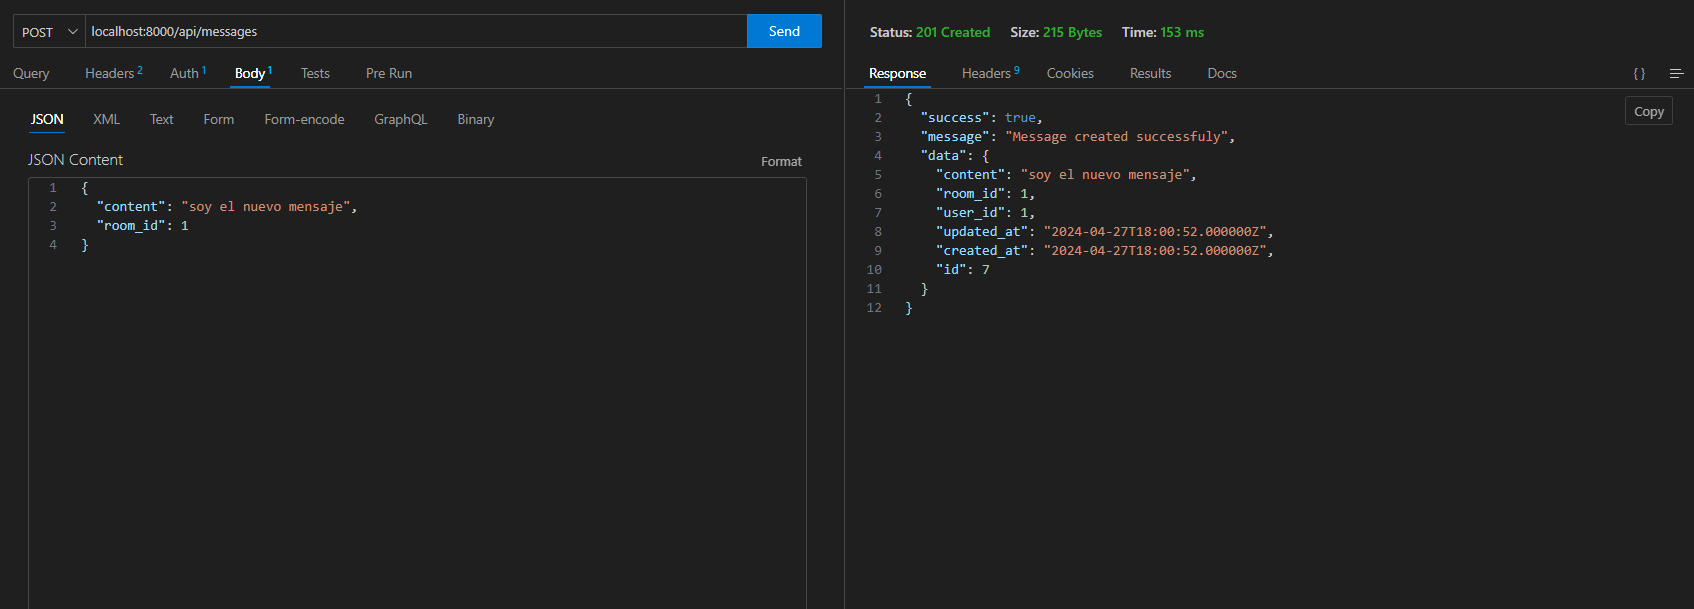 POST localhost:8000/api/messages Send
Query Headers 2 Auth 1 Body 1 Tests Pre Run
JSON XML Text Form Form-encode GraphQL Binary
JSON Content Format
1 {
2 "content": "soy el nuevo mensaje",
3 "room_id": 1
4 }
Status: 201 Created Size: 215 Bytes Time: 153 ms
Response Headers 9 Cookies Results Docs { }
Copy
1 {
2 "success": true,
3 "message": "Message created successfuly",
4 "data": {
5 "content": "soy el nuevo mensaje",
6 "room_id": 1,
7 "user_id": 1,
8 "updated_at": "2024-04-27T18:00:52.000000Z",
9 "created_at": "2024-04-27T18:00:52.000000Z",
10 "id": 7
11 }
12 }